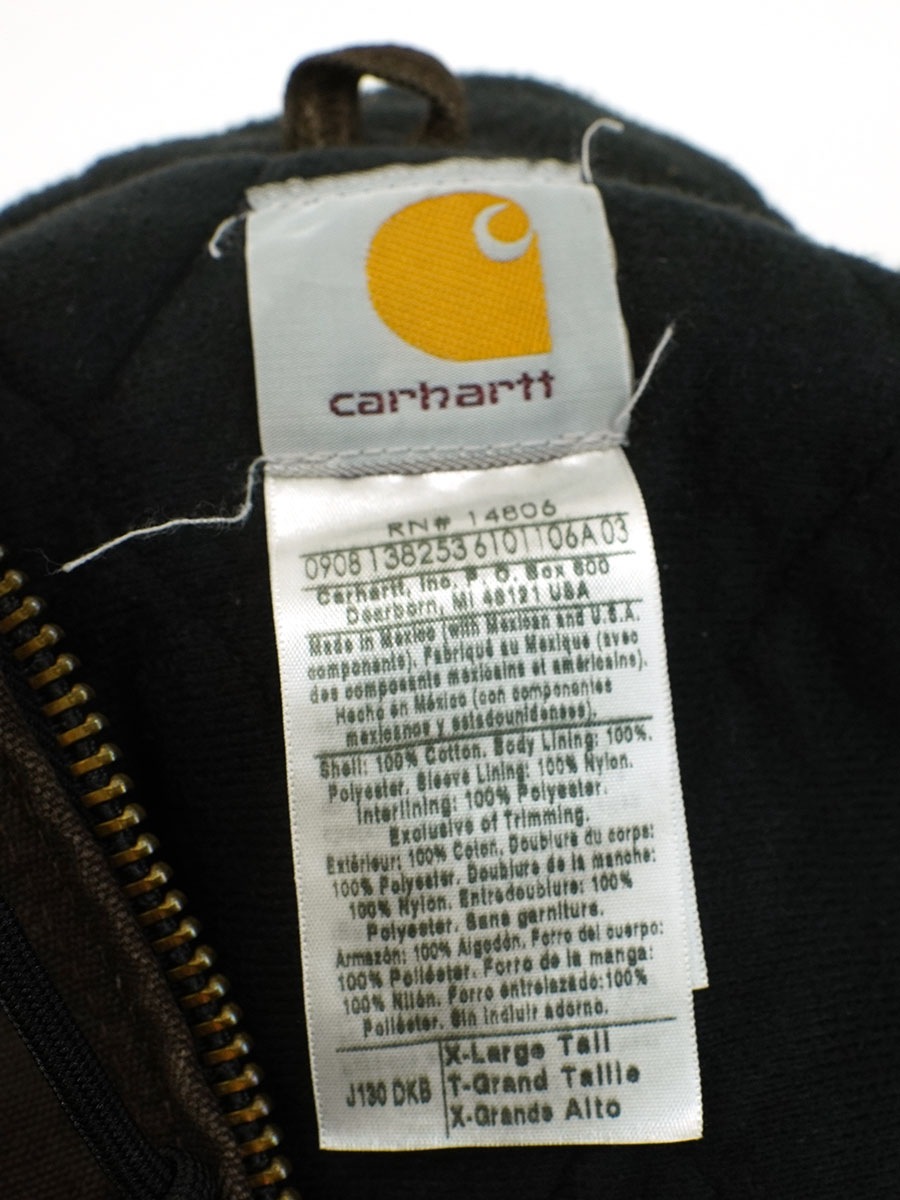 carhartt
RN# 14806
0908 138253 6101106A 03
Carhartt, Inc. P. O. Box 600
Dearborn, MI 48121 USA
Made in Mexico (with Mexican and U.S.A.
components). Fabriqué au Mexique (avec
des composants mexicains et américains).
Hecho en México (con componentes
mexicanos y estadounidenses).
Shell: 100% Cotton. Body Lining: 100%.
Polyester. Sleeve Lining: 100% Nylon.
Interlining: 100% Polyester.
Exclusive of Trimming.
Extérieur: 100% Coton. Doublure du corps:
100% Polyester. Doublure de la manche:
100% Nylon. Entredoublure: 100%
Polyester. Sans garniture.
Armazón: 100% Algodón. Forro del cuerpo:
100% Poliéster. Forro de la manga:
100% Nilón. Forro entrelazado:100%
Poliéster. Sin incluir adorno.
J130 DKB
X-Large Tall
T-Grand Taille
X-Grande Alto